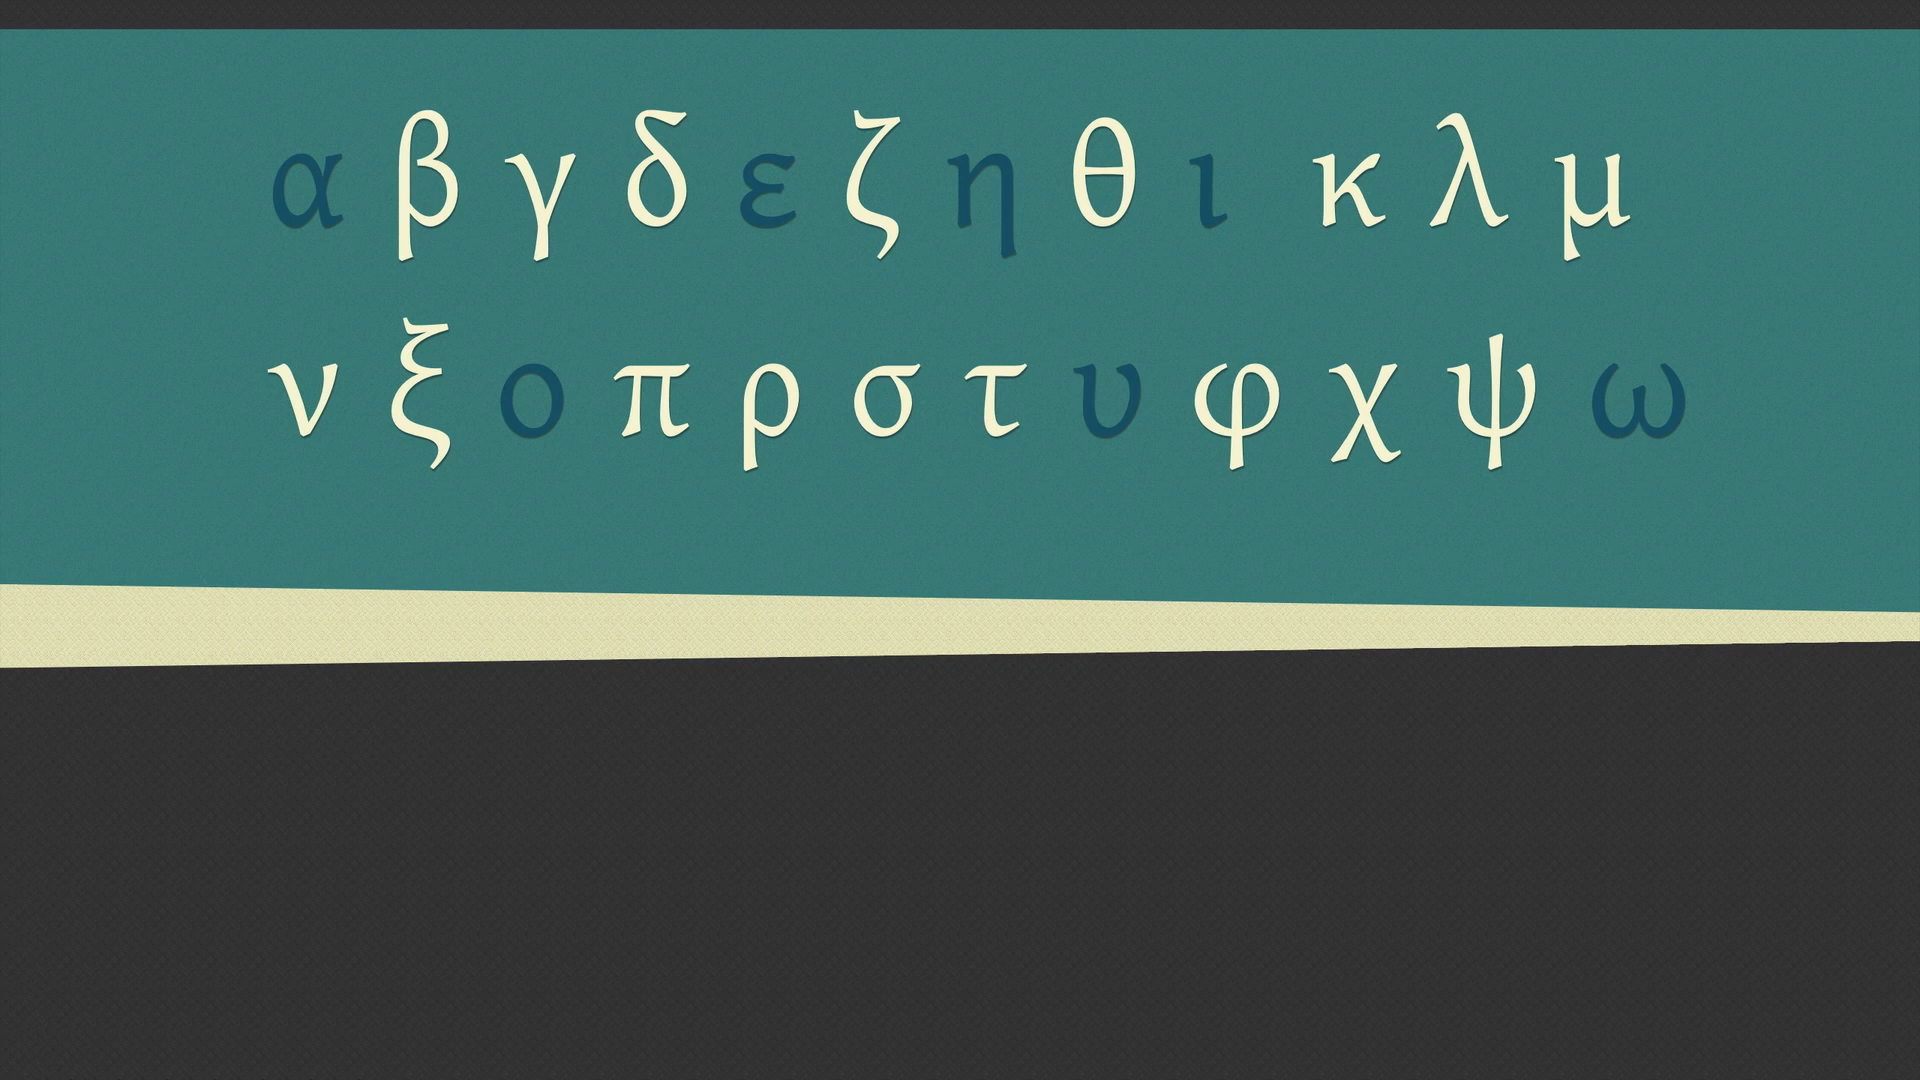 α β γ δ ε ζ η θ ι κ λ μ
ν ξ ο π ρ σ τ υ φ χ ψ ω